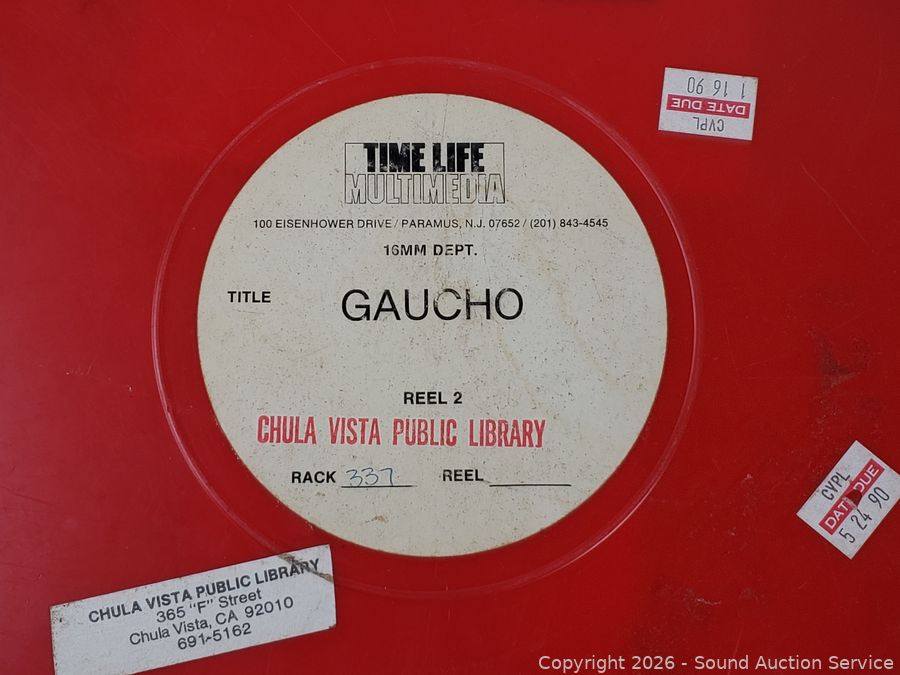 TIME LIFE
MULTIMEDIA
100 EISENHOWER DRIVE / PARAMUS, N.J. 07652 / (201) 843-4545
16MM DEPT.
TITLE GAUCHO
REEL 2
CHULA VISTA PUBLIC LIBRARY
RACK 337 REEL
CVPL
DATE DUE
1 16 90
CVPL
DATE DUE
5 24 90
CHULA VISTA PUBLIC LIBRARY
365 "F" Street
Chula Vista, CA 92010
691-5162
Copyright 2026 - Sound Auction Service